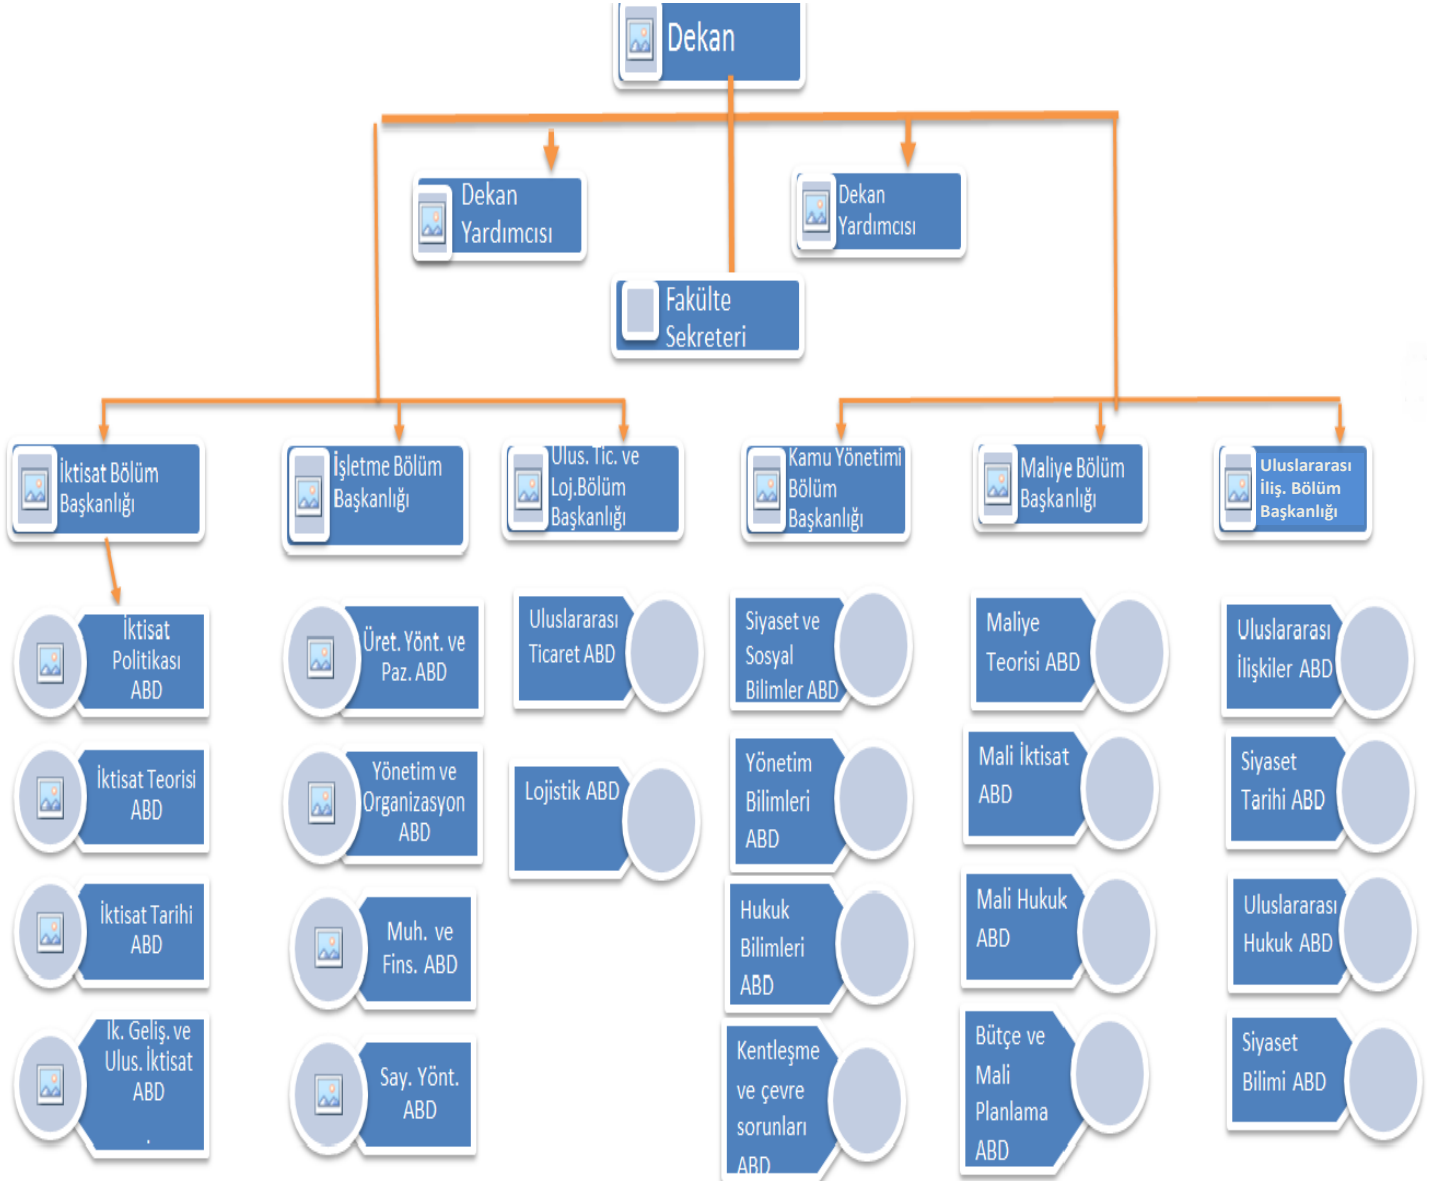 Dekan
Dekan
Yardımcısı
Dekan
Yardımcısı
Fakülte
Sekreteri
İktisat Bölüm
Başkanlığı
İşletme Bölüm
Başkanlığı
Ulus. Tic. ve
Loj.Bölüm
Başkanlığı
Kamu Yönetimi
Bölüm
Başkanlığı
Maliye Bölüm
Başkanlığı
Uluslararası
İliş. Bölüm
Başkanlığı
İktisat
Politikası
ABD
İktisat Teorisi
ABD
İktisat Tarihi
ABD
İk. Geliş. ve
Ulus. İktisat
ABD
.
Üret. Yönt. ve
Paz. ABD
Yönetim ve
Organizasyon
ABD
Muh. ve
Fins. ABD
Say. Yönt.
ABD
Uluslararası
Ticaret ABD
Lojistik ABD
Siyaset ve
Sosyal
Bilimler ABD
Yönetim
Bilimleri
ABD
Hukuk
Bilimleri
ABD
Kentleşme
ve çevre
sorunları
ABD
Maliye
Teorisi ABD
Mali İktisat
ABD
Mali Hukuk
ABD
Bütçe ve
Mali
Planlama
ABD
Uluslararası
İlişkiler ABD
Siyaset
Tarihi ABD
Uluslararası
Hukuk ABD
Siyaset
Bilimi ABD